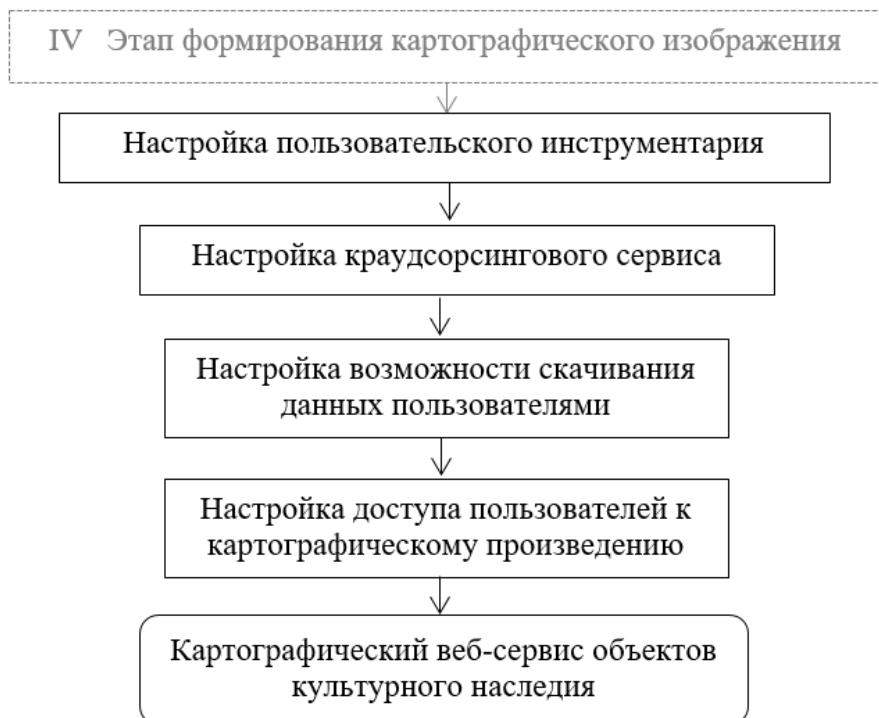 IV Этап формирования картографического изображения
Настройка пользовательского инструментария
Настройка краудсорсингового сервиса
Настройка возможности скачивания
данных пользователями
Настройка доступа пользователей к
картографическому произведению
Картографический веб-сервис объектов
культурного наследия